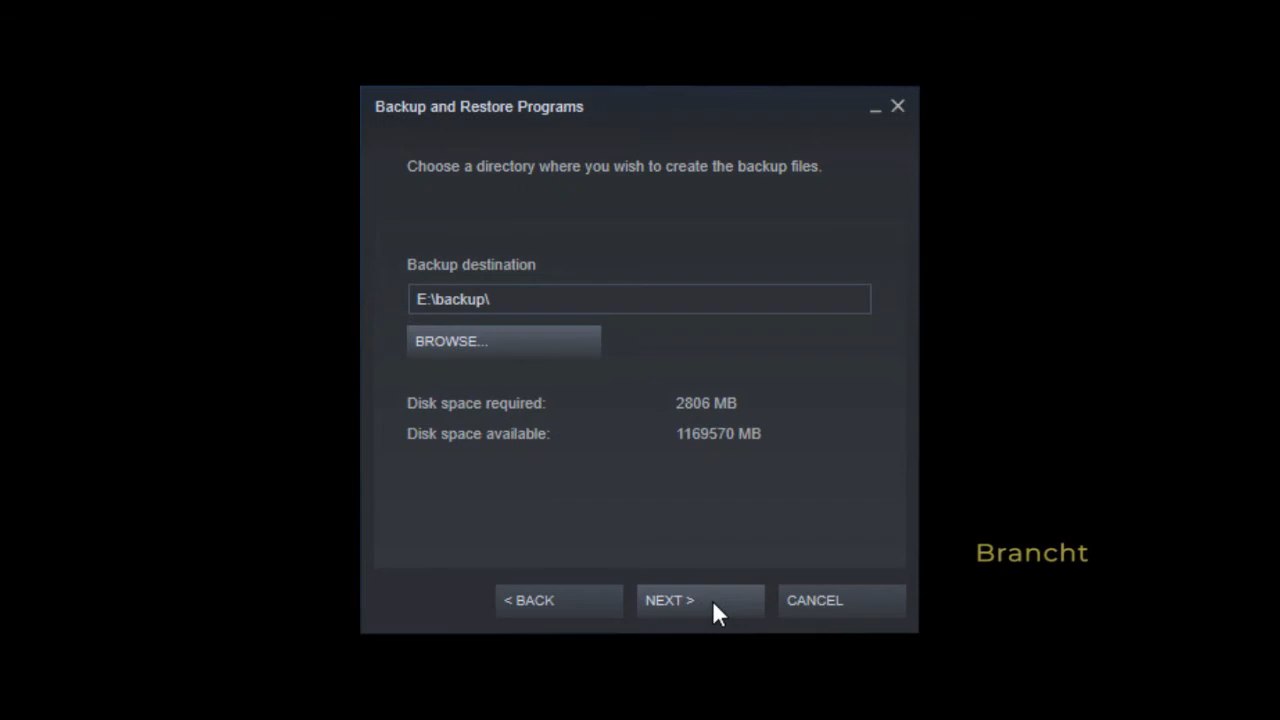 Backup and Restore Programs
Choose a directory where you wish to create the backup files.
Backup destination
E:\backup\
BROWSE...
Disk space required: 2806 MB
Disk space available: 1169570 MB
Brancht
< BACK NEXT > CANCEL